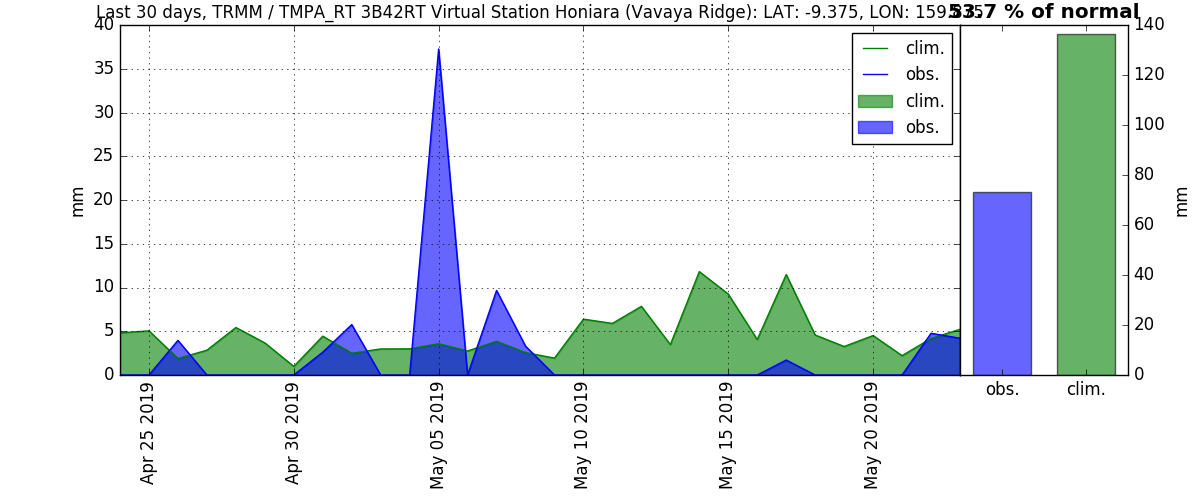 Last 30 days, TRMM / TMPA_RT 3B42RT Virtual Station Honiara (Vavaya Ridge): LAT: -9.375, LON:
53.7 % of normal
40
35
30
25
20
15
10
5
0
mm
clim.
obs.
clim.
obs.
Apr 25 2019
Apr 30 2019
May 05 2019
May 10 2019
May 15 2019
May 20 2019
140
120
100
80
60
40
20
0
mm
obs.
clim.